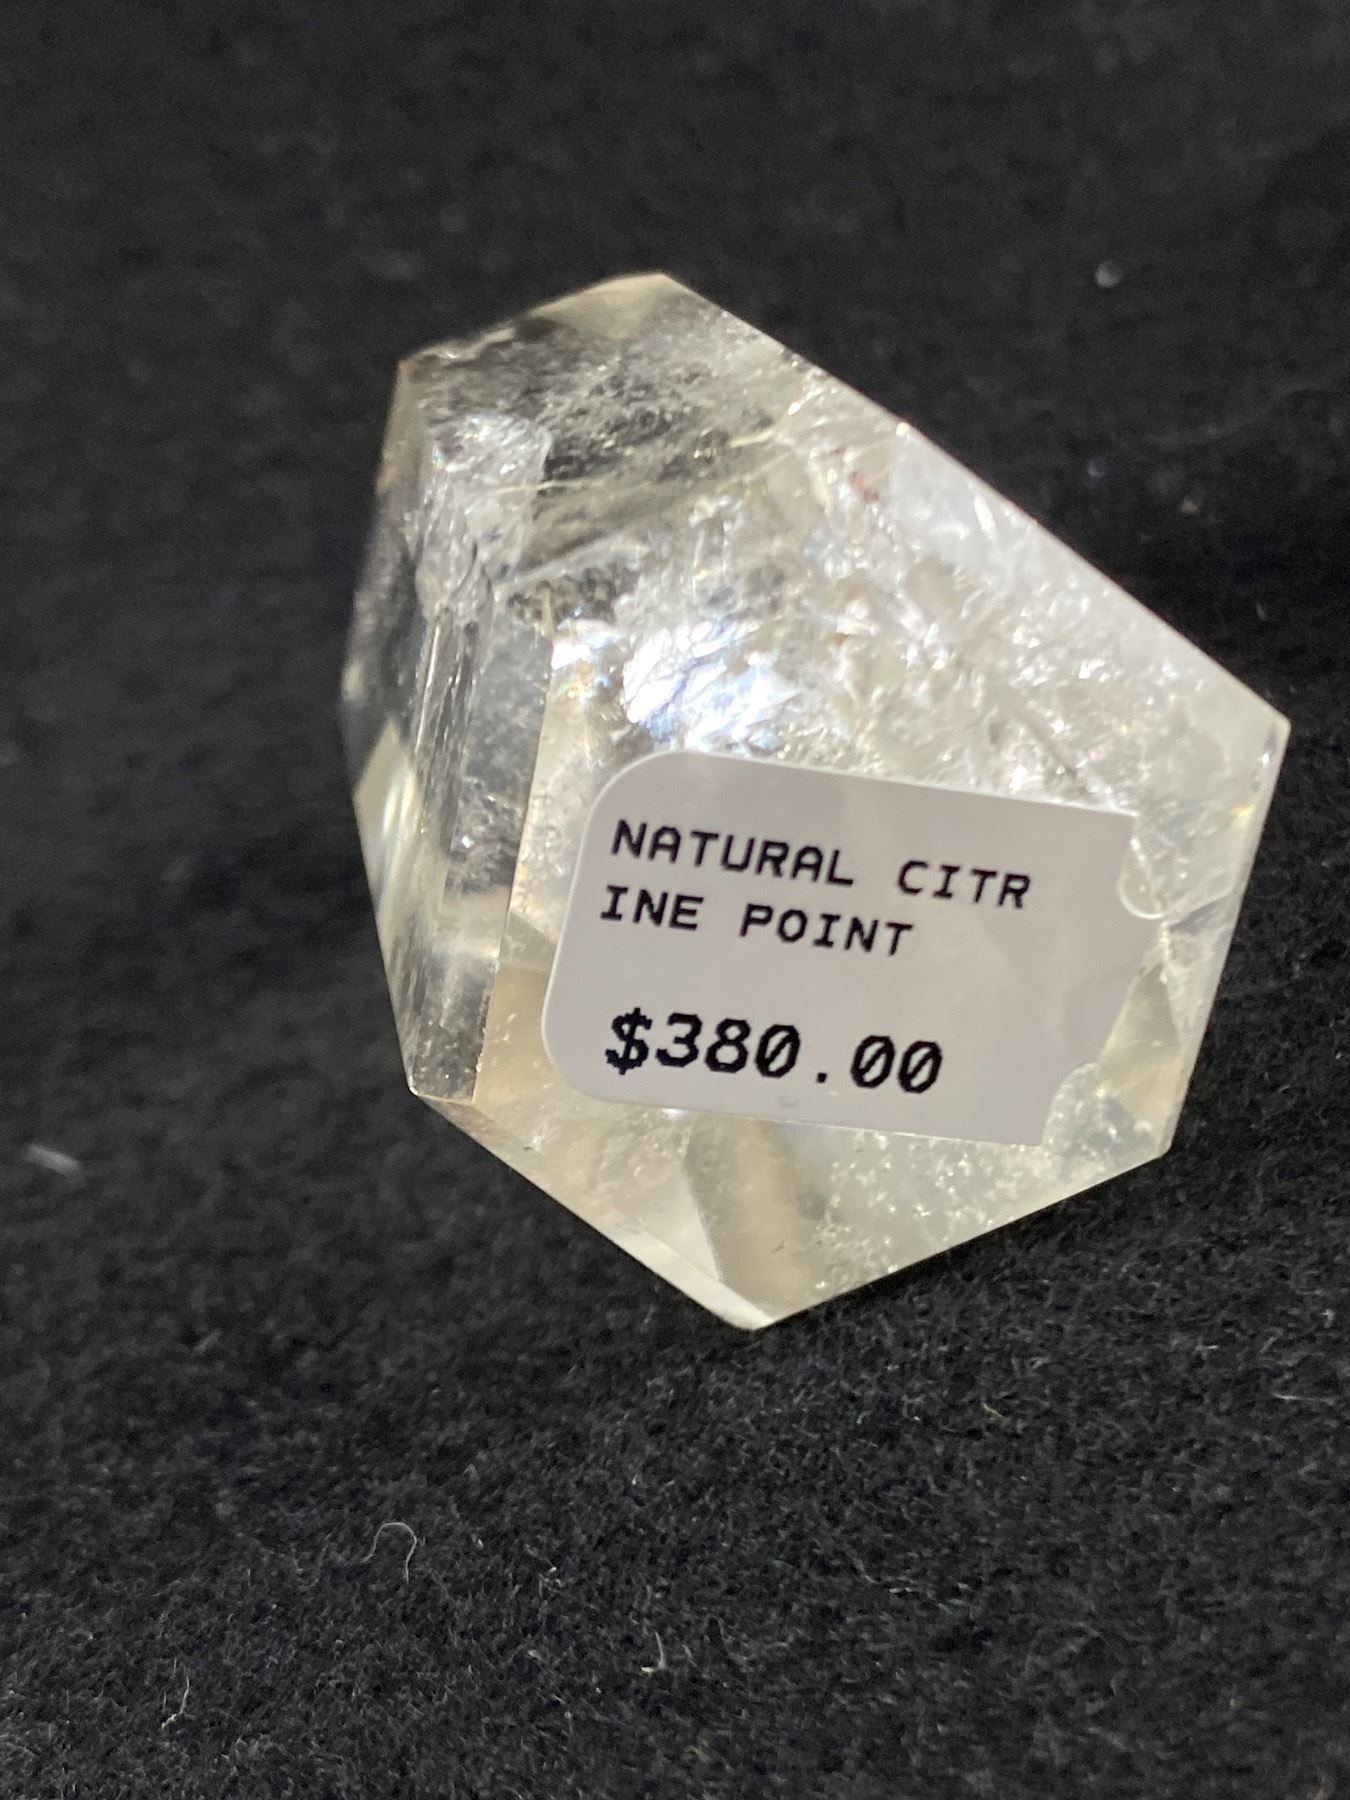 NATURAL CITR
INE POINT
$380.00